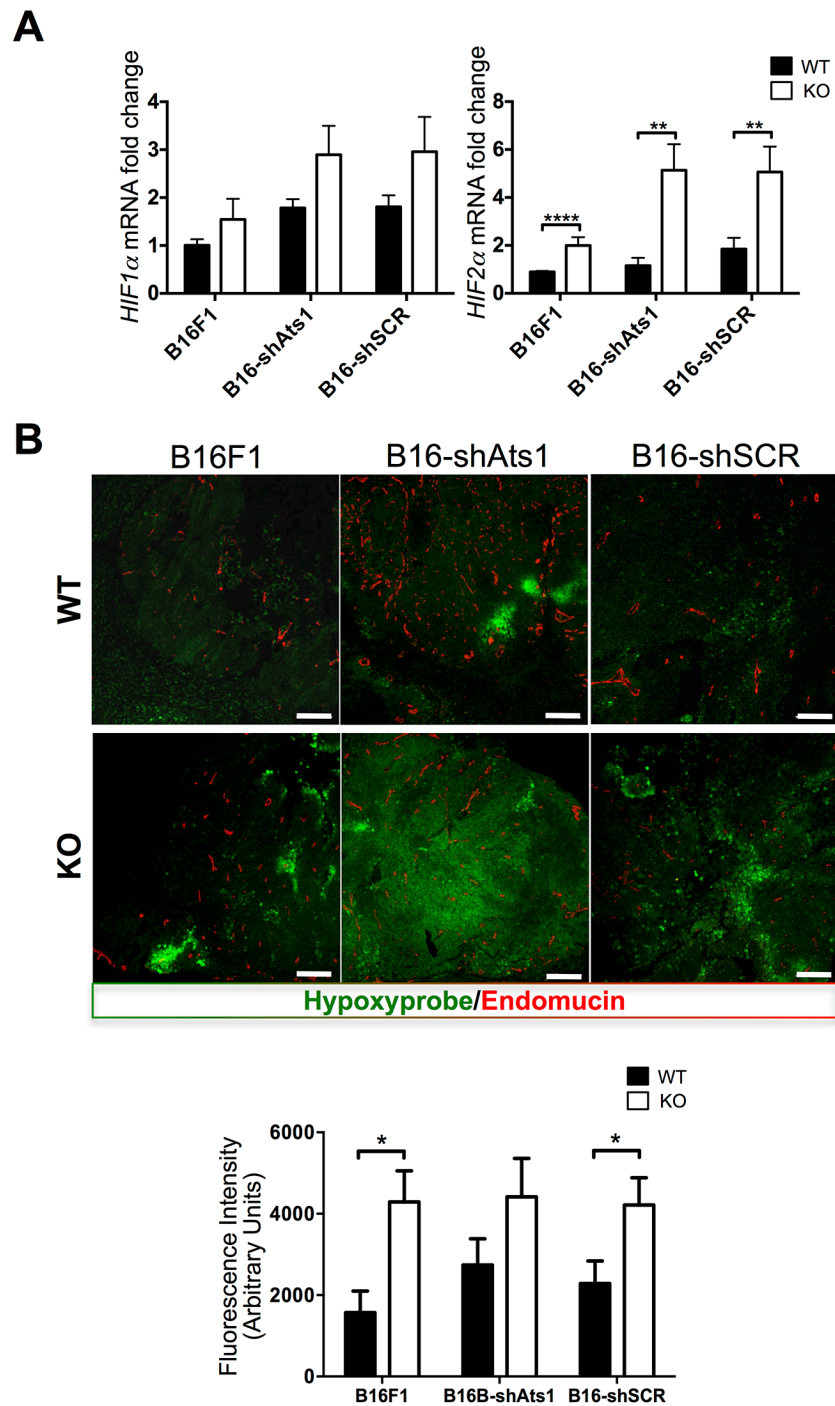 A
HIF1α mRNA fold change
4
3
2
1
0
B16F1
B16-shAts1
B16-shSCR
HIF2α mRNA fold change
8
6
4
2
0
****
**
**
B16F1
B16-shAts1
B16-shSCR
WT
KO
B
B16F1
B16-shAts1
B16-shSCR
WT
KO
Hypoxyprobe/Endomucin
WT
KO
Fluorescence Intensity
(Arbitrary Units)
6000
4000
2000
0
*
*
B16F1
B16B-shAts1
B16-shSCR